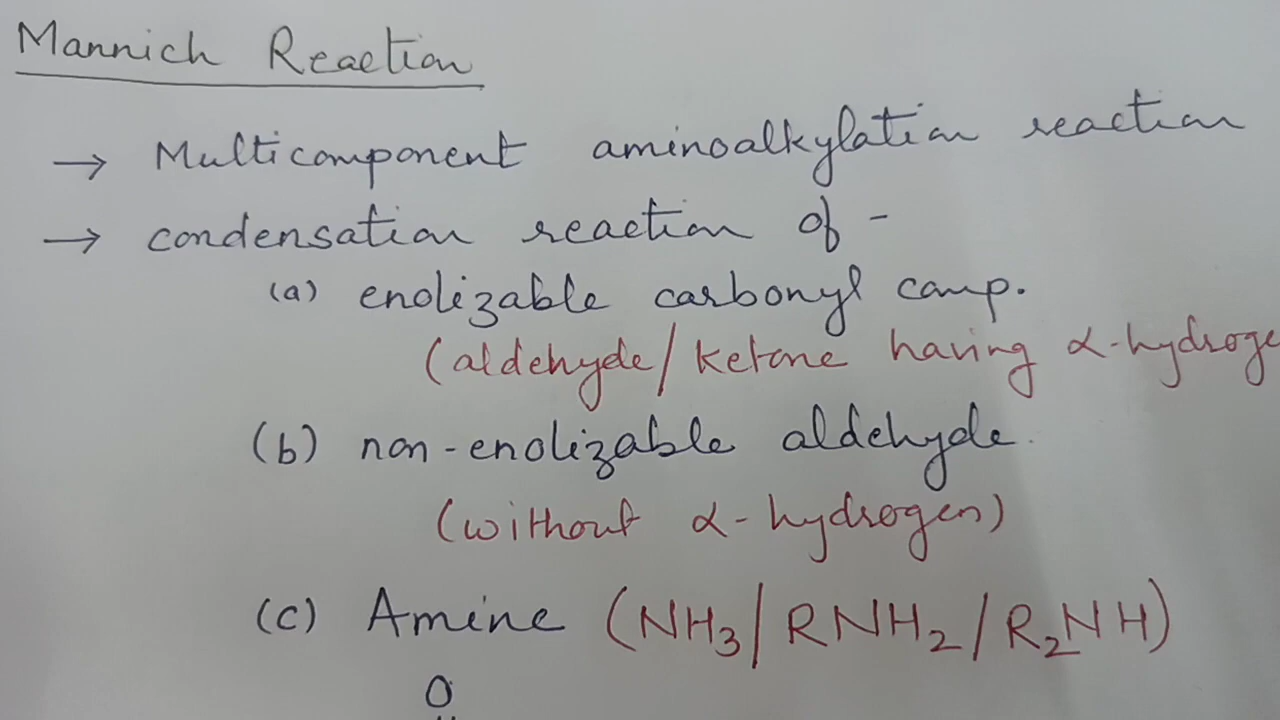 Mannich Reaction
→ Multicomponent aminoalkylation reaction
→ condensation reaction of -
(a) enolizable carbonyl comp.
(aldehyde/ketone having α-hydroge
(b) non-enolizable aldehyde.
(without α-hydrogen)
(c) Amine (NH₃/RNH₂/R₂NH)
O